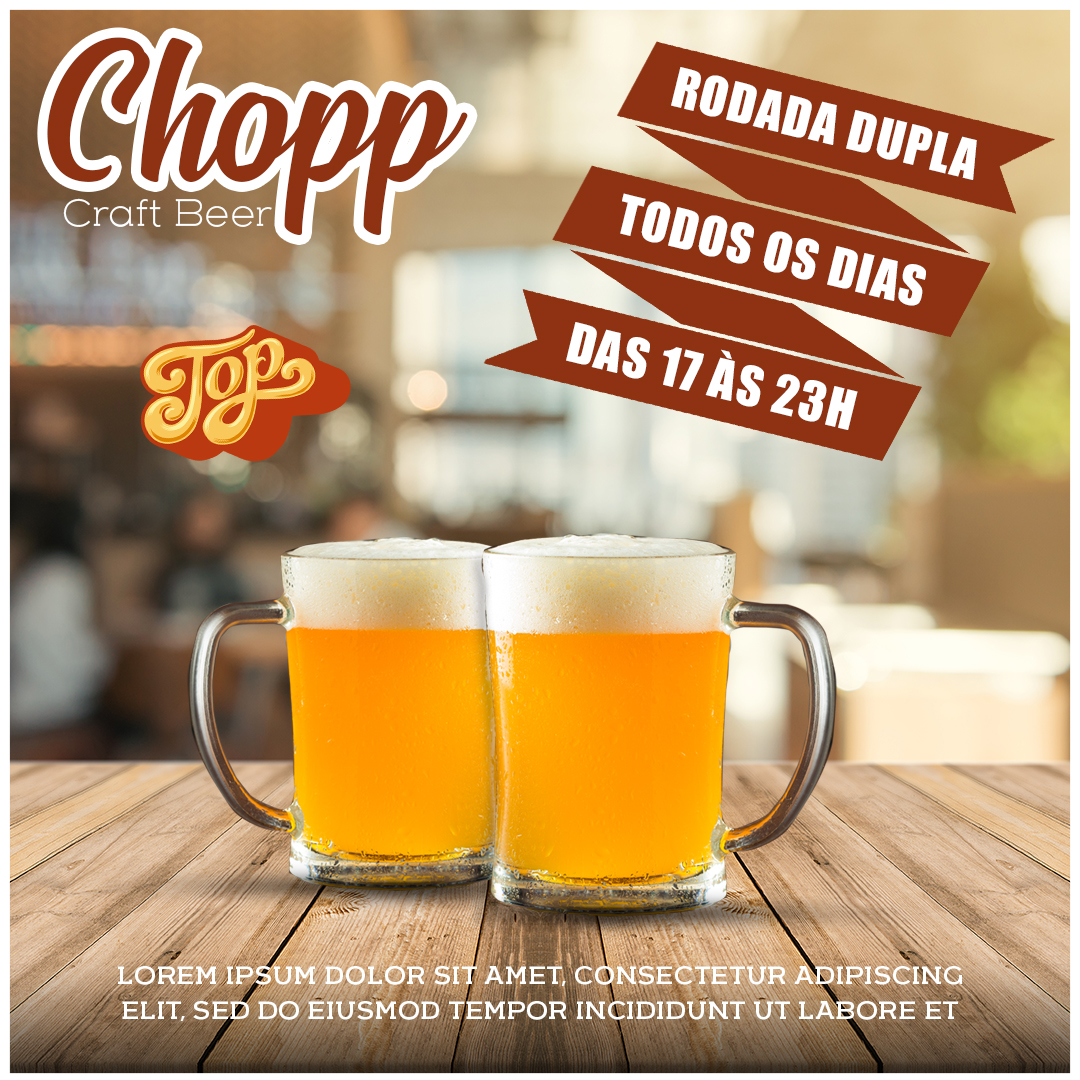 Chopp
Craft Beer
RODADA DUPLA
TODOS OS DIAS
DAS 17 ÀS 23H
Top
LOREM IPSUM DOLOR SIT AMET, CONSECTETUR ADIPISCING
ELIT, SED DO EIUSMOD TEMPOR INCIDIDUNT UT LABORE ET